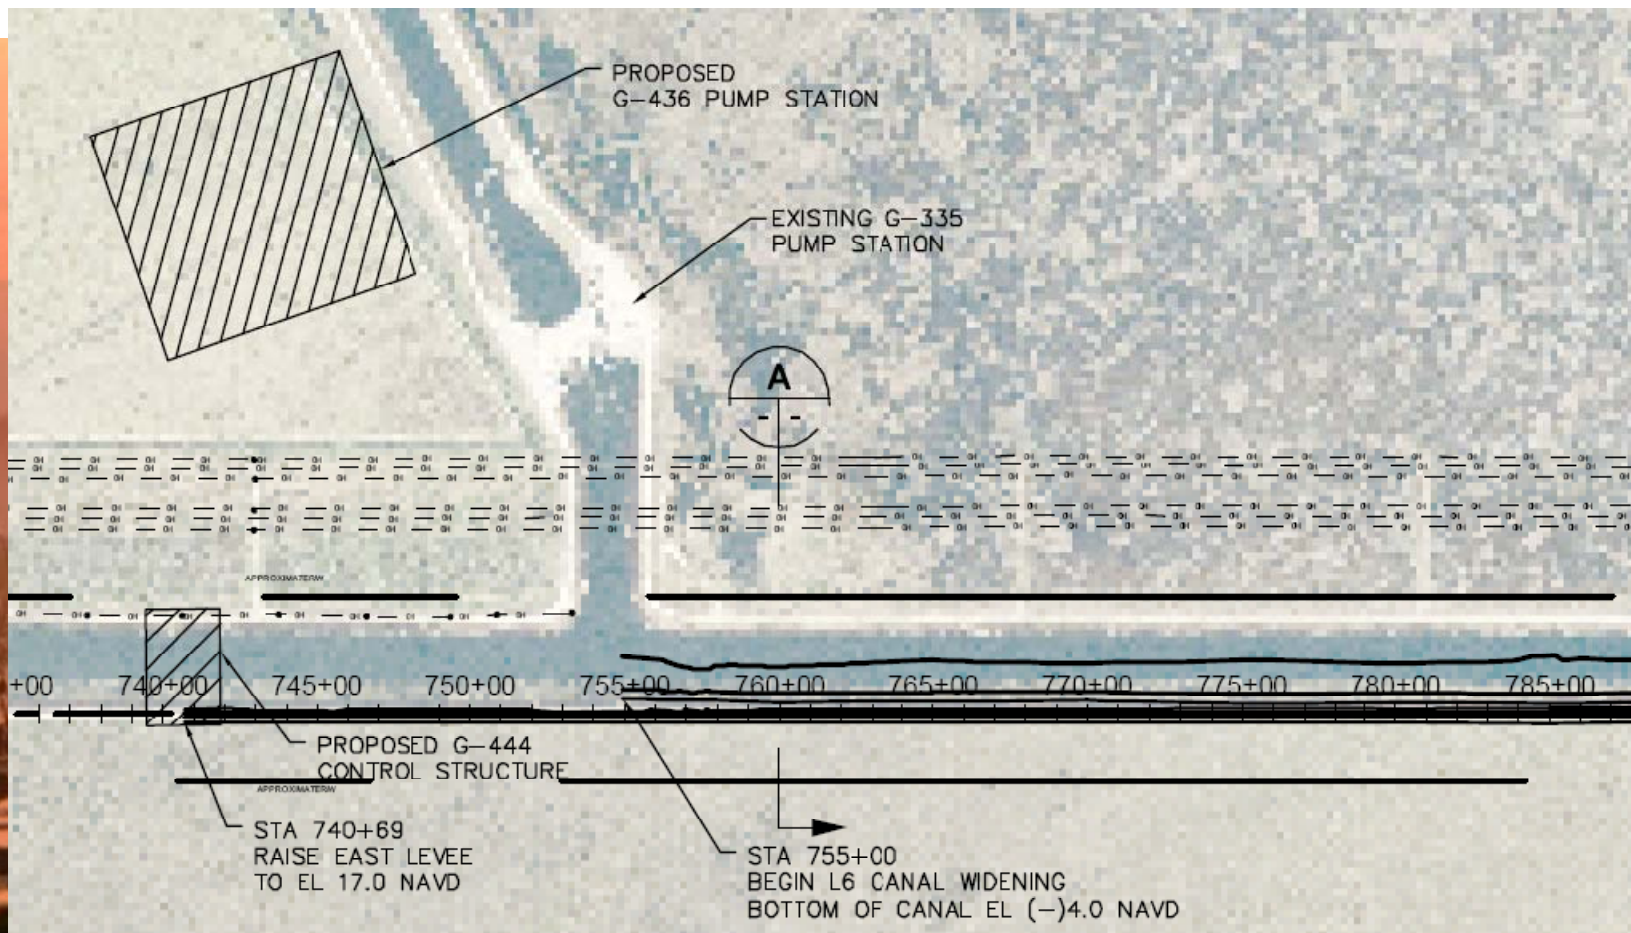 PROPOSED
G-436 PUMP STATION
EXISTING G-335
PUMP STATION
A
- -
APPROXIMATE R/W
+00 740+00 745+00 750+00 755+00 760+00 765+00 770+00 775+00 780+00 785+00
PROPOSED G-444
CONTROL STRUCTURE
APPROXIMATE R/W
STA 740+69
RAISE EAST LEVEE
TO EL 17.0 NAVD
STA 755+00
BEGIN L6 CANAL WIDENING
BOTTOM OF CANAL EL (-)4.0 NAVD